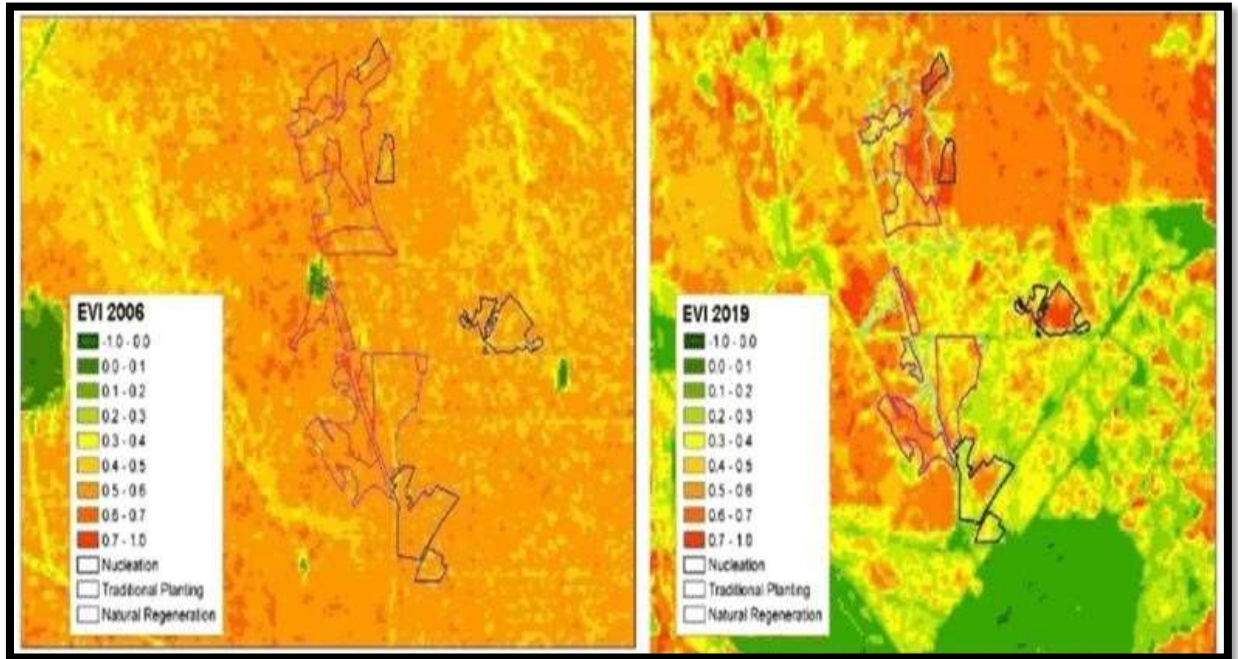 EVI 2006
-1.0 - 0.0
0.0 - 0.1
0.1 - 0.2
0.2 - 0.3
0.3 - 0.4
0.4 - 0.5
0.5 - 0.6
0.6 - 0.7
0.7 - 1.0
Nucleation
Traditional Planting
Natural Regeneration
EVI 2019
-1.0 - 0.0
0.0 - 0.1
0.1 - 0.2
0.2 - 0.3
0.3 - 0.4
0.4 - 0.5
0.5 - 0.6
0.6 - 0.7
0.7 - 1.0
Nucleation
Traditional Planting
Natural Regeneration